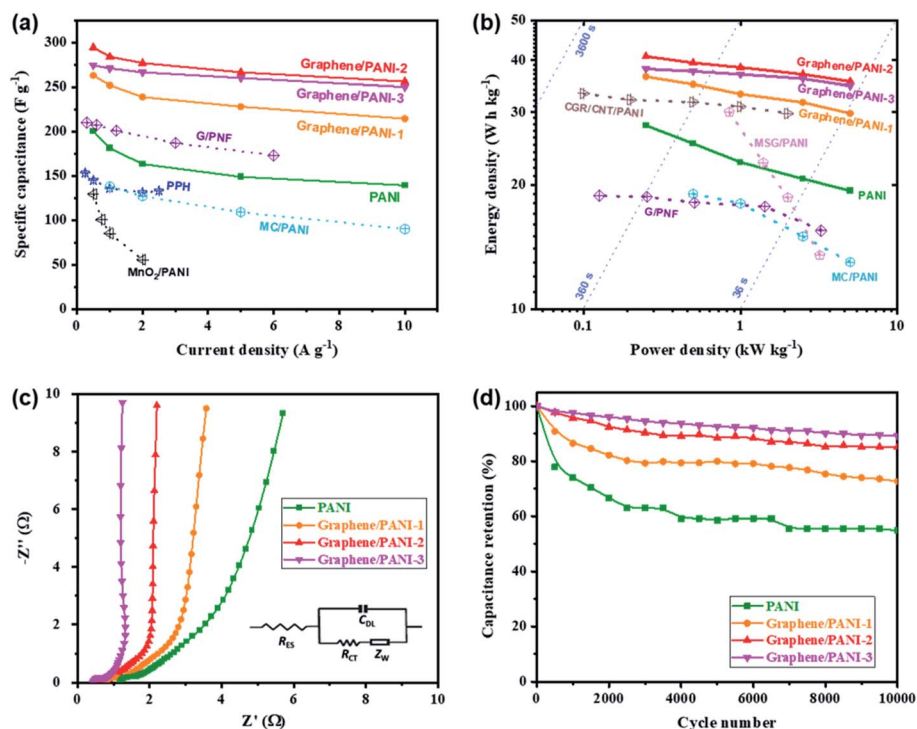 (a)
300
250
200
150
100
50
0
Specific capacitance (F g⁻¹)
Graphene/PANI-2
Graphene/PANI-3
Graphene/PANI-1
G/PNF
PPH
PANI
MC/PANI
MnO₂/PANI
0 2 4 6 8 10
Current density (A g⁻¹)
(b)
50
40
30
20
10
Energy density (W h kg⁻¹)
3600 s
Graphene/PANI-2
Graphene/PANI-3
CGR/CNT/PANI
Graphene/PANI-1
MSG/PANI
PANI
G/PNF
MC/PANI
360 s
36 s
0.1 1 10
Power density (kW kg⁻¹)
(c)
10
8
6
4
2
0
-Z'' (Ω)
PANI
Graphene/PANI-1
Graphene/PANI-2
Graphene/PANI-3
C_DL
R_ES
R_CT Z_W
0 2 4 6 8 10
Z' (Ω)
(d)
100
80
60
40
20
0
Capacitance retention (%)
PANI
Graphene/PANI-1
Graphene/PANI-2
Graphene/PANI-3
0 2000 4000 6000 8000 10000
Cycle number